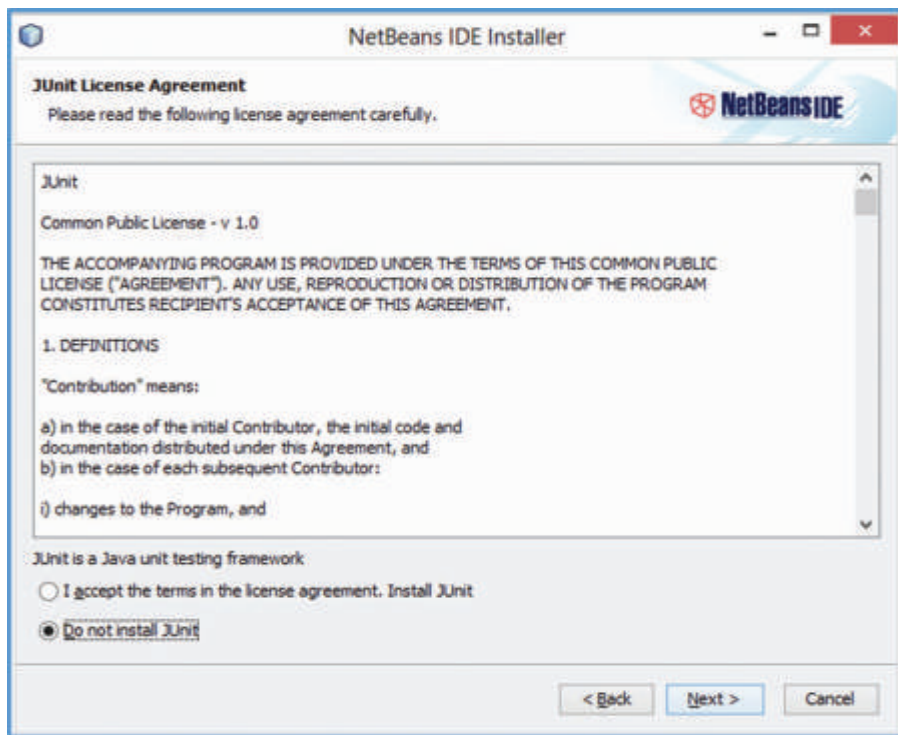 NetBeans IDE Installer
JUnit License Agreement
Please read the following license agreement carefully.
NetBeans IDE
JUnit
Common Public License - v 1.0
THE ACCOMPANYING PROGRAM IS PROVIDED UNDER THE TERMS OF THIS COMMON PUBLIC
LICENSE ("AGREEMENT"). ANY USE, REPRODUCTION OR DISTRIBUTION OF THE PROGRAM
CONSTITUTES RECIPIENT'S ACCEPTANCE OF THIS AGREEMENT.
1. DEFINITIONS
"Contribution" means:
a) in the case of the initial Contributor, the initial code and
documentation distributed under this Agreement, and
b) in the case of each subsequent Contributor:
i) changes to the Program, and
JUnit is a Java unit testing framework
I accept the terms in the license agreement. Install JUnit
Do not install JUnit
< Back Next > Cancel